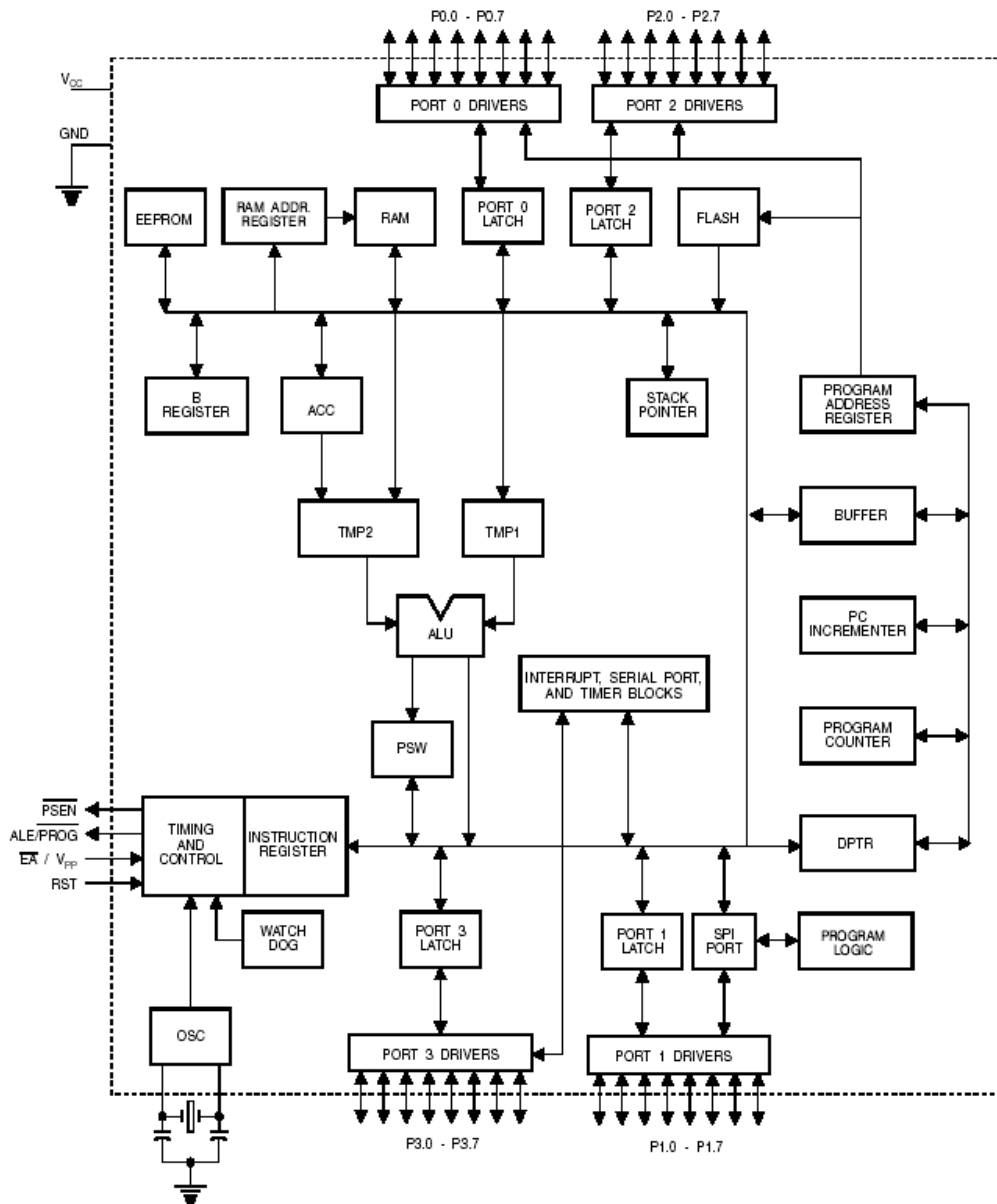 P0.0 - P0.7
P2.0 - P2.7
VCC
PORT 0 DRIVERS
PORT 2 DRIVERS
GND
EEPROM
RAM ADDR.
REGISTER
RAM
PORT 0
LATCH
PORT 2
LATCH
FLASH
B
REGISTER
ACC
STACK
POINTER
PROGRAM
ADDRESS
REGISTER
TMP2
TMP1
BUFFER
ALU
PC
INCREMENTER
INTERRUPT, SERIAL PORT,
AND TIMER BLOCKS
PSW
PROGRAM
COUNTER
PSEN
ALE/PROG
EA / VPP
RST
TIMING
AND
CONTROL
INSTRUCTION
REGISTER
DPTR
WATCH
DOG
PORT 3
LATCH
PORT 1
LATCH
SPI
PORT
PROGRAM
LOGIC
OSC
PORT 3 DRIVERS
PORT 1 DRIVERS
P3.0 - P3.7
P1.0 - P1.7